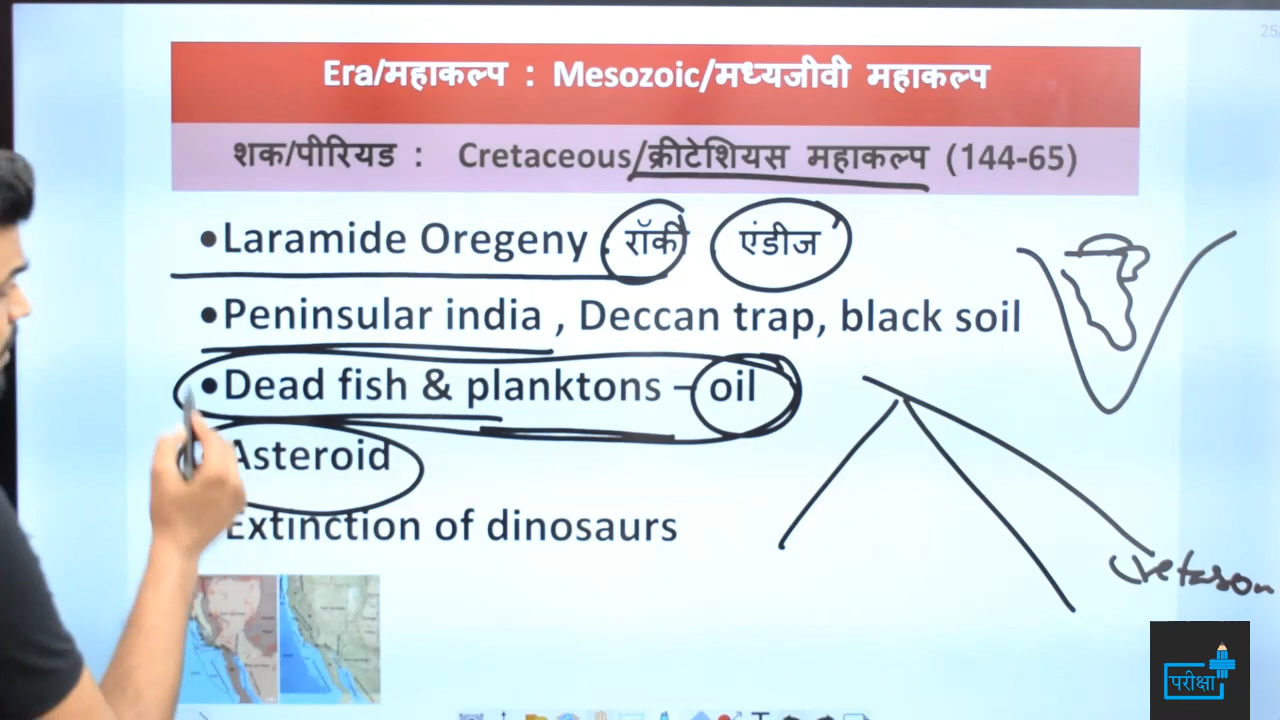 25
Era/महाकल्प : Mesozoic/मध्यजीवी महाकल्प
शक/पीरियड : Cretaceous/क्रीटेशियस महाकल्प (144-65)
•Laramide Oregeny . रॉकी एंडीज
•Peninsular india , Deccan trap, black soil
•Dead fish & planktons – oil
Asteroid
Extinction of dinosaurs
परीक्षा